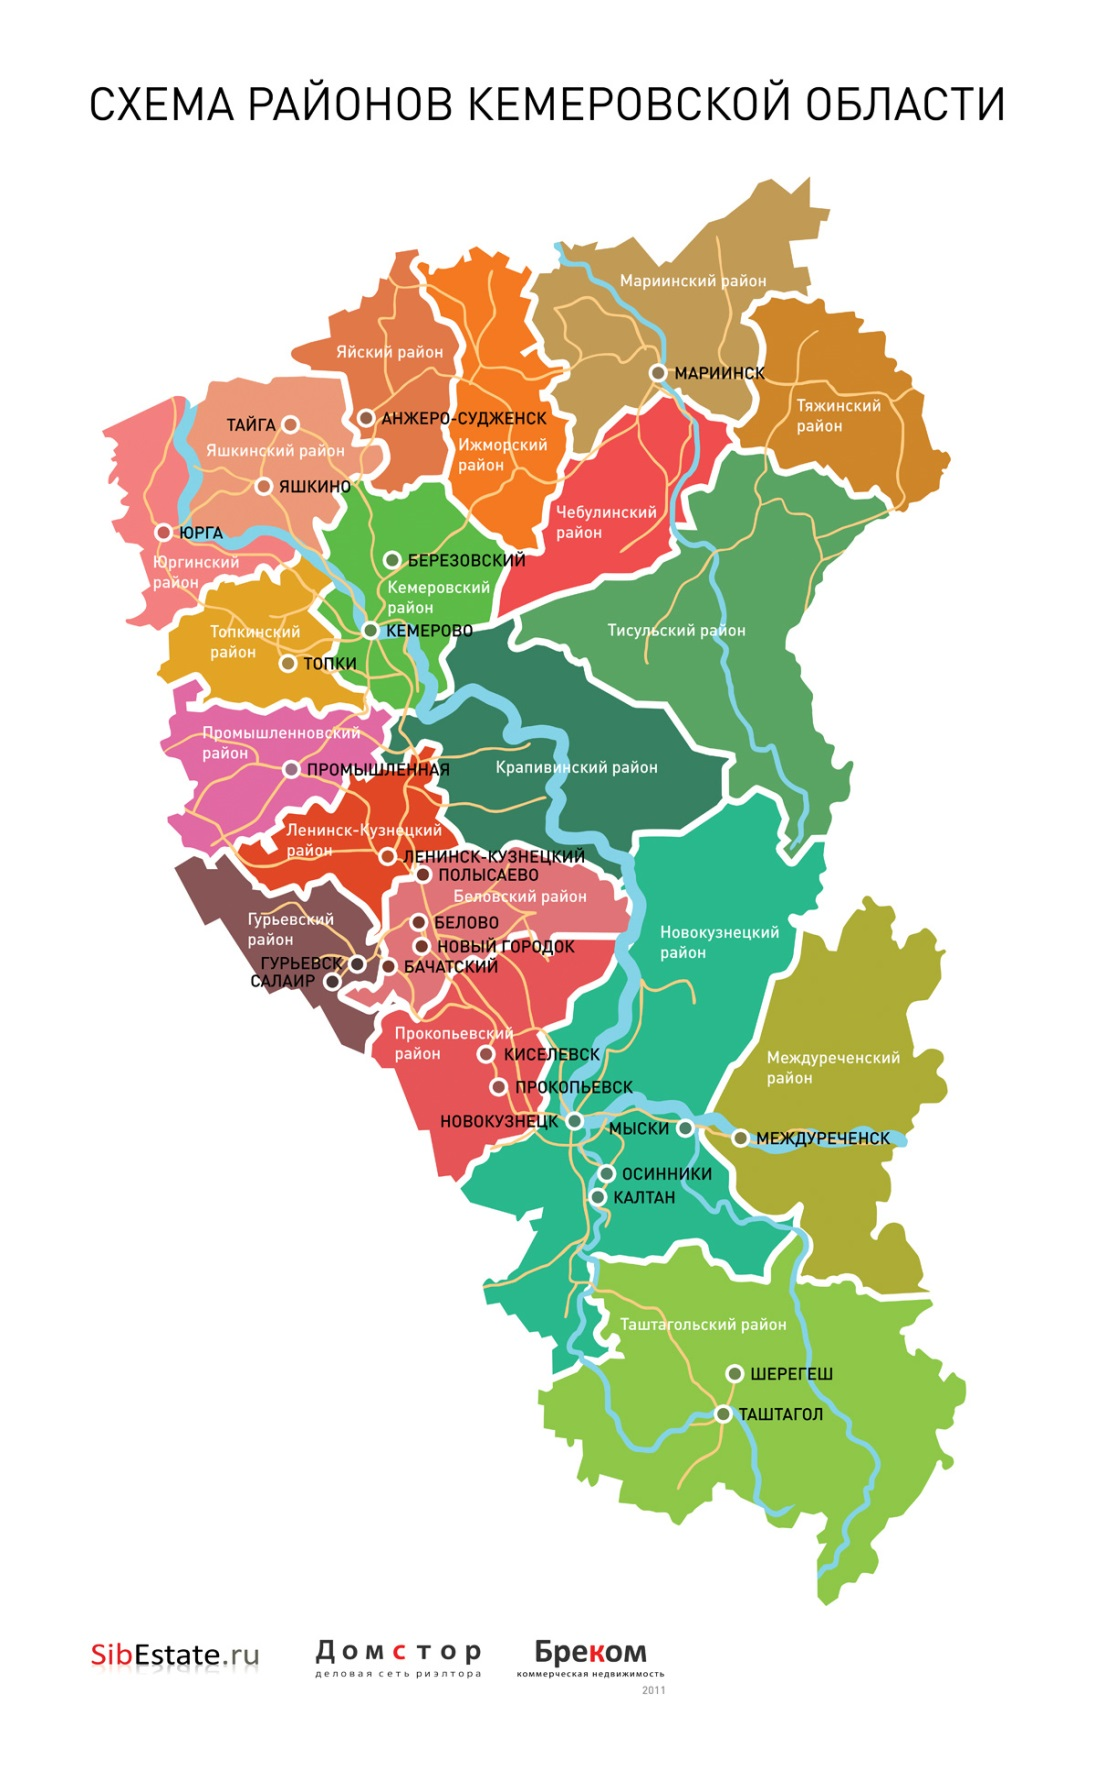 СХЕМА РАЙОНОВ КЕМЕРОВСКОЙ ОБЛАСТИ
Мариинский район
Яйский район
МАРИИНСК
Тяжинский
район
ТАЙГА
АНЖЕРО-СУДЖЕНСК
Яшкинский район
Ижморский
район
ЯШКИНО
Чебулинский
район
ЮРГА
Юргинский
район
БЕРЕЗОВСКИЙ
Кемеровский
район
КЕМЕРОВО
Топкинский
район
Тисульский район
ТОПКИ
Промышленновский
район
ПРОМЫШЛЕННАЯ
Крапивинский район
Ленинск-Кузнецкий
район
ЛЕНИНСК-КУЗНЕЦКИЙ
ПОЛЫСАЕВО
Беловский район
Гурьевский
район
БЕЛОВО
Новокузнецкий
район
НОВЫЙ ГОРОДОК
ГУРЬЕВСК
БАЧАТСКИЙ
САЛАИР
Прокопьевский
район
КИСЕЛЕВСК
Междуреченский
район
ПРОКОПЬЕВСК
НОВОКУЗНЕЦК
МЫСКИ
МЕЖДУРЕЧЕНСК
ОСИННИКИ
КАЛТАН
Таштагольский район
ШЕРЕГЕШ
ТАШТАГОЛ
SibEstate.ru
Домстор
деловая сеть риэлтора
Бреком
коммерческая недвижимость
2011